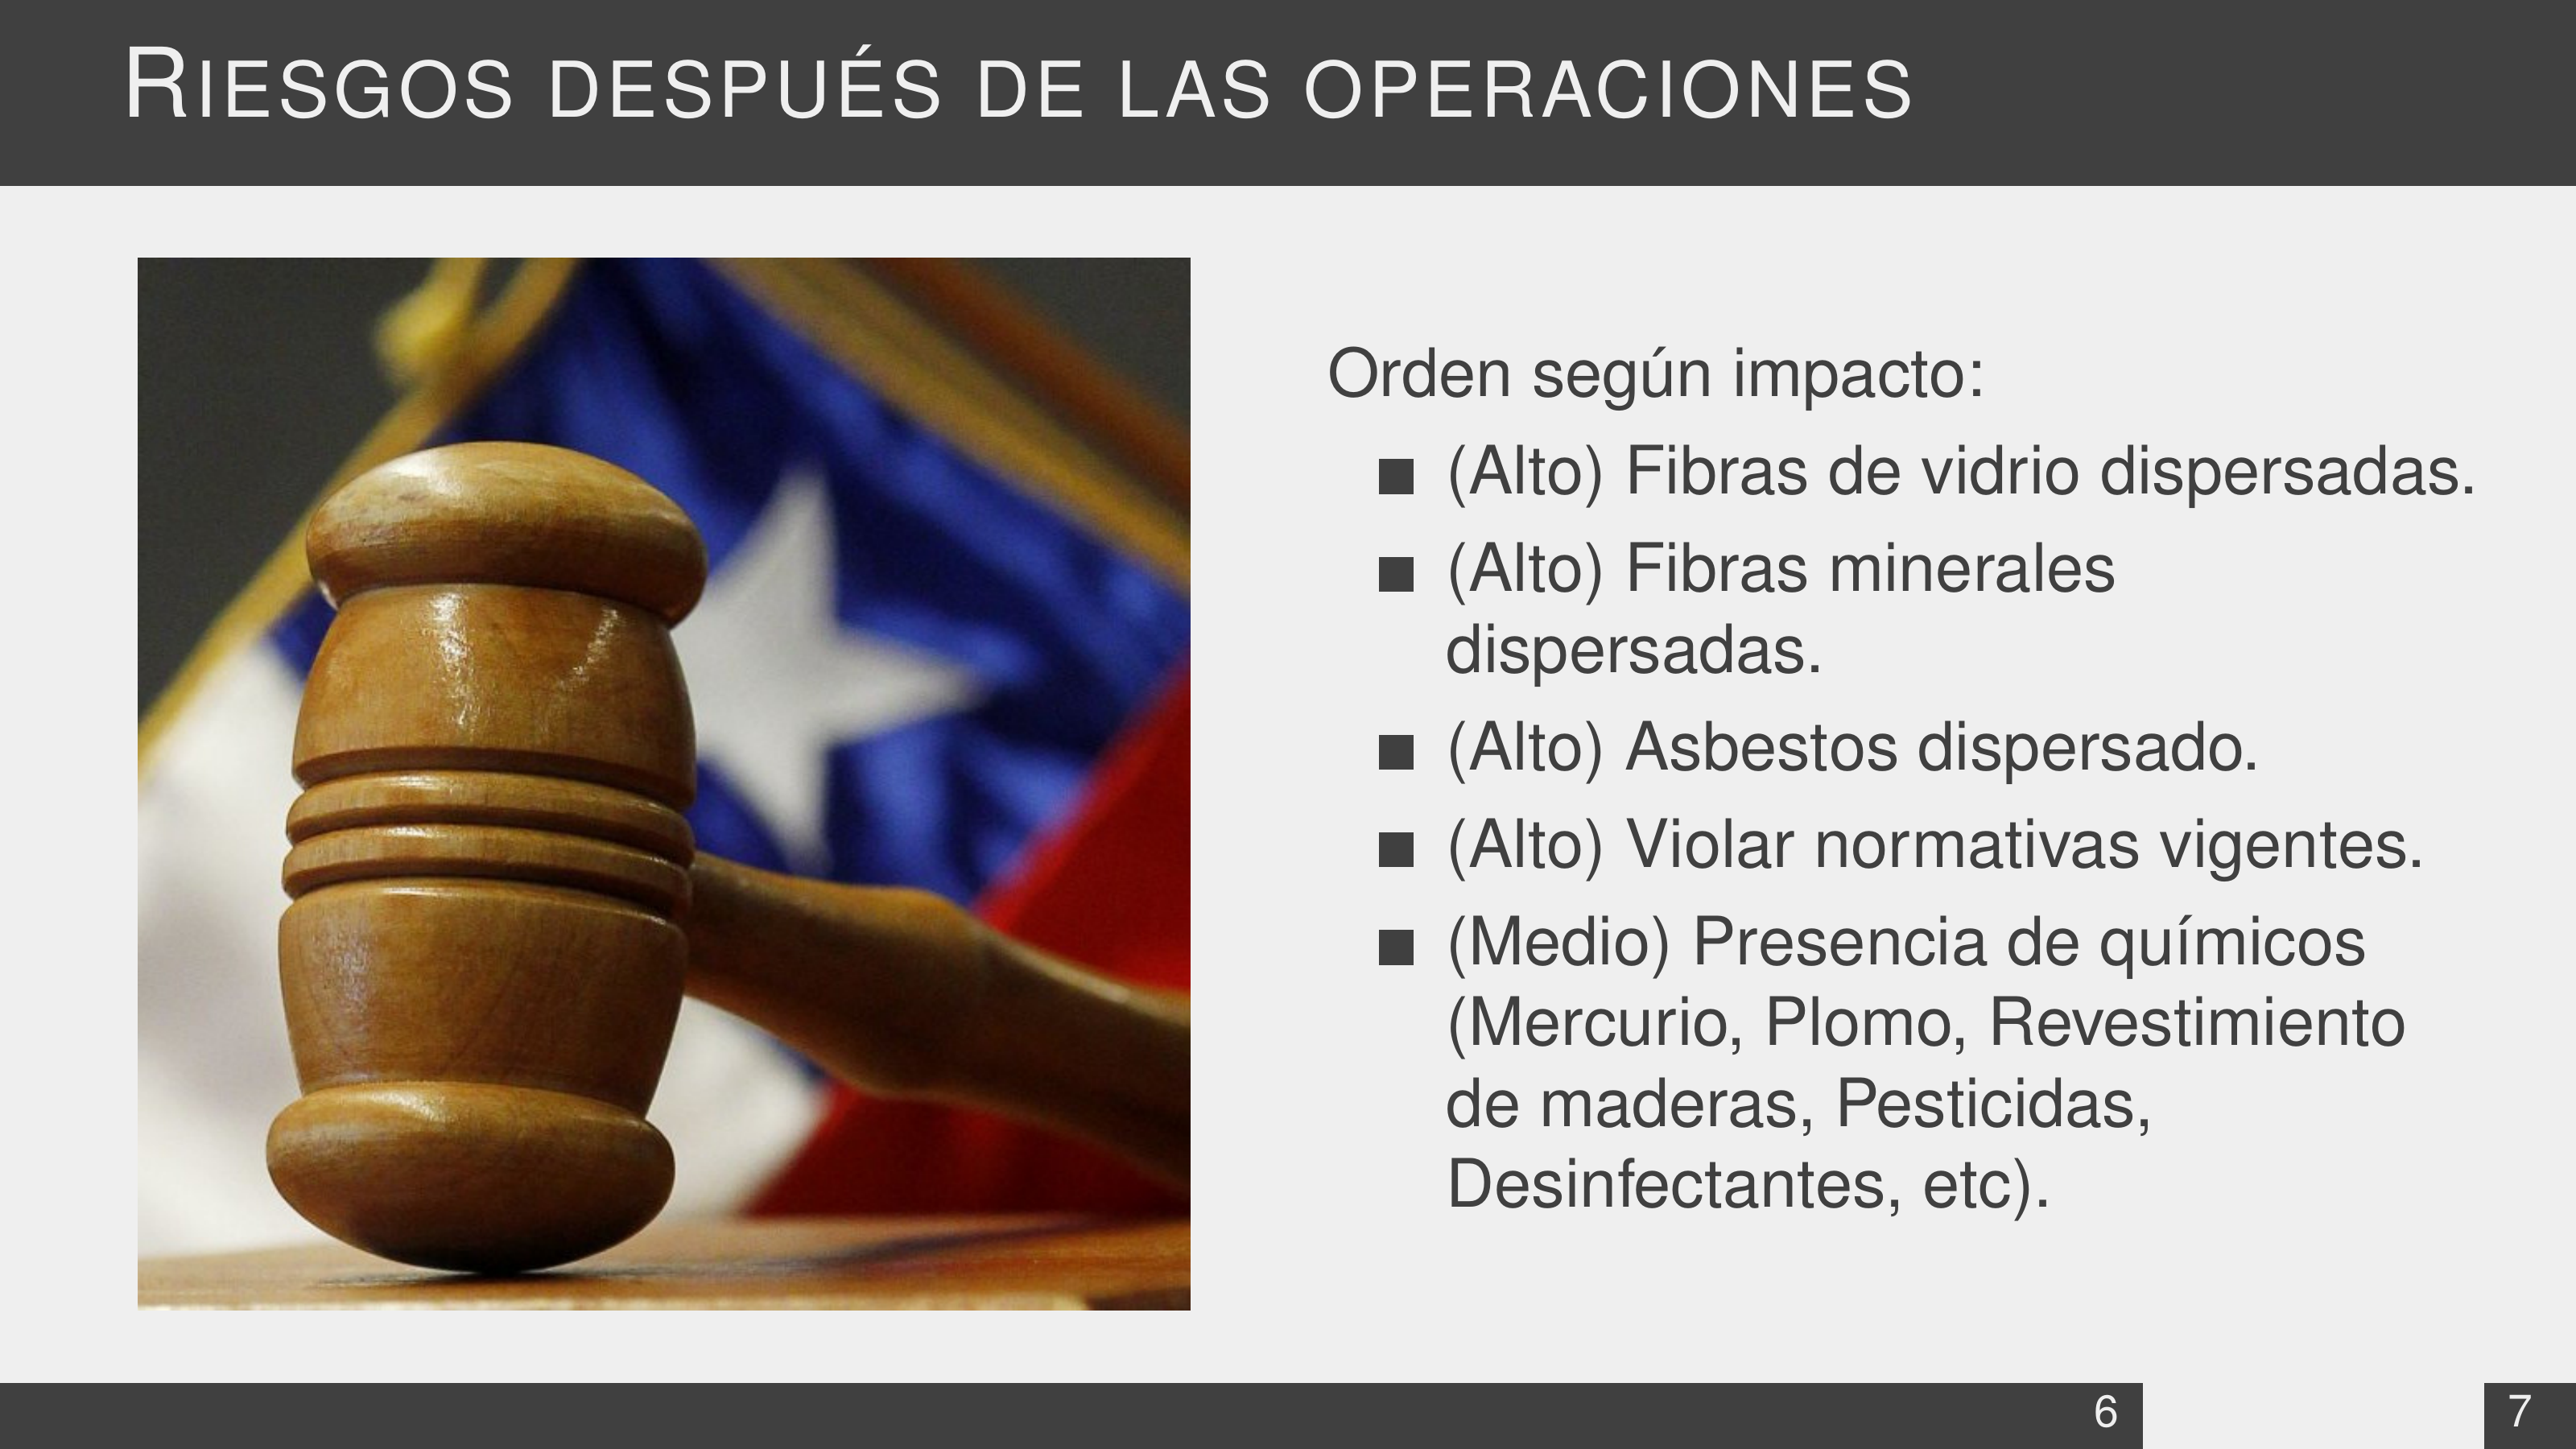 RIESGOS DESPUÉS DE LAS OPERACIONES
Orden según impacto:
(Alto) Fibras de vidrio dispersadas.
(Alto) Fibras minerales
dispersadas.
(Alto) Asbestos dispersado.
(Alto) Violar normativas vigentes.
(Medio) Presencia de químicos
(Mercurio, Plomo, Revestimiento
de maderas, Pesticidas,
Desinfectantes, etc).
6
7